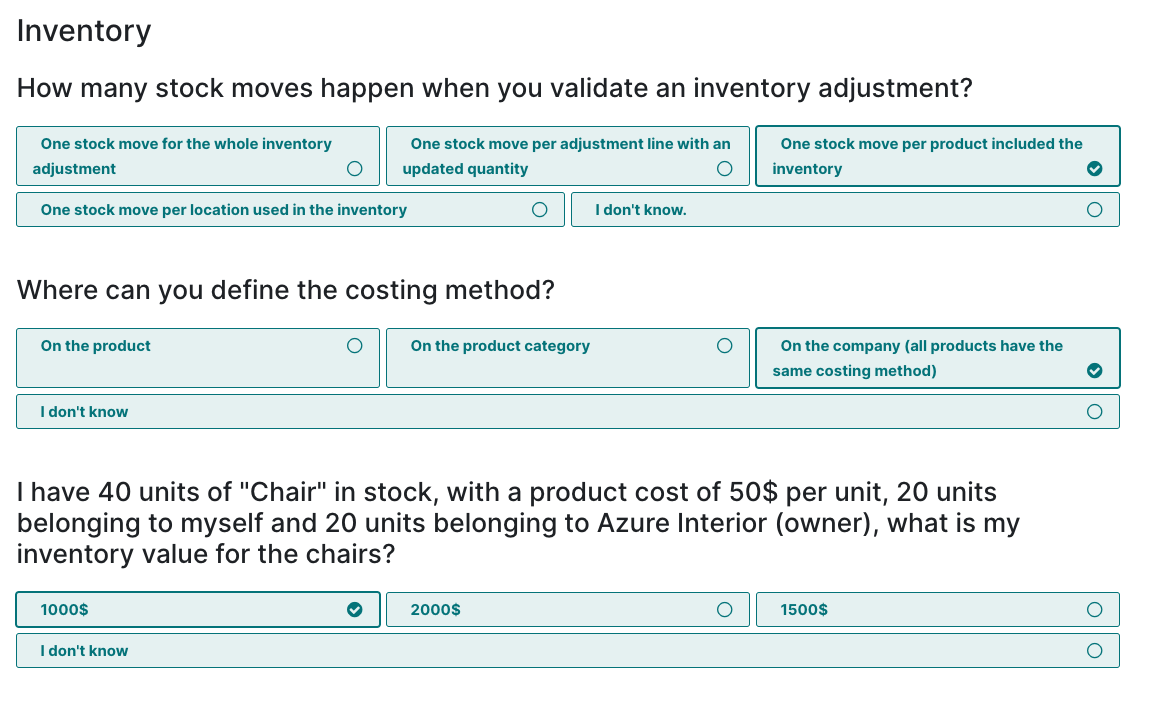 Inventory
How many stock moves happen when you validate an inventory adjustment?
One stock move for the whole inventory
adjustment
One stock move per adjustment line with an
updated quantity
One stock move per product included the
inventory
One stock move per location used in the inventory
I don't know.
Where can you define the costing method?
On the product
On the product category
On the company (all products have the
same costing method)
I don't know
I have 40 units of "Chair" in stock, with a product cost of 50$ per unit, 20 units
belonging to myself and 20 units belonging to Azure Interior (owner), what is my
inventory value for the chairs?
1000$
2000$
1500$
I don't know